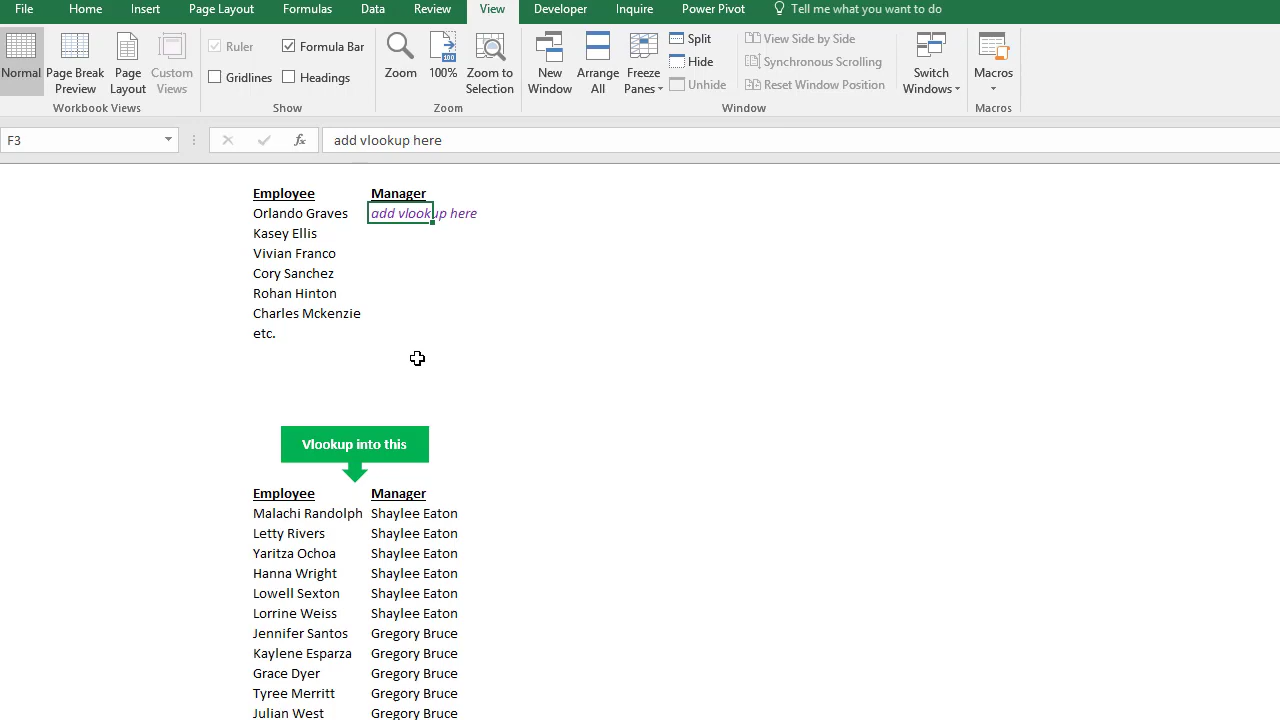 File Home Insert Page Layout Formulas Data Review View Developer Inquire Power Pivot Tell me what you want to do
Normal Page Break Preview Page Layout Custom Views
Workbook Views
Ruler Formula Bar
Gridlines Headings
Show
Zoom 100% Zoom to Selection
Zoom
New Window Arrange All Freeze Panes
Split
Hide
Unhide
View Side by Side
Synchronous Scrolling
Reset Window Position
Window
Switch Windows
Macros
Macros
F3 fx add vlookup here
Employee Manager
Orlando Graves add vlookup here
Kasey Ellis
Vivian Franco
Cory Sanchez
Rohan Hinton
Charles Mckenzie
etc.
Vlookup into this
Employee Manager
Malachi Randolph Shaylee Eaton
Letty Rivers Shaylee Eaton
Yaritza Ochoa Shaylee Eaton
Hanna Wright Shaylee Eaton
Lowell Sexton Shaylee Eaton
Lorrine Weiss Shaylee Eaton
Jennifer Santos Gregory Bruce
Kaylene Esparza Gregory Bruce
Grace Dyer Gregory Bruce
Tyree Merritt Gregory Bruce
Julian West Gregory Bruce